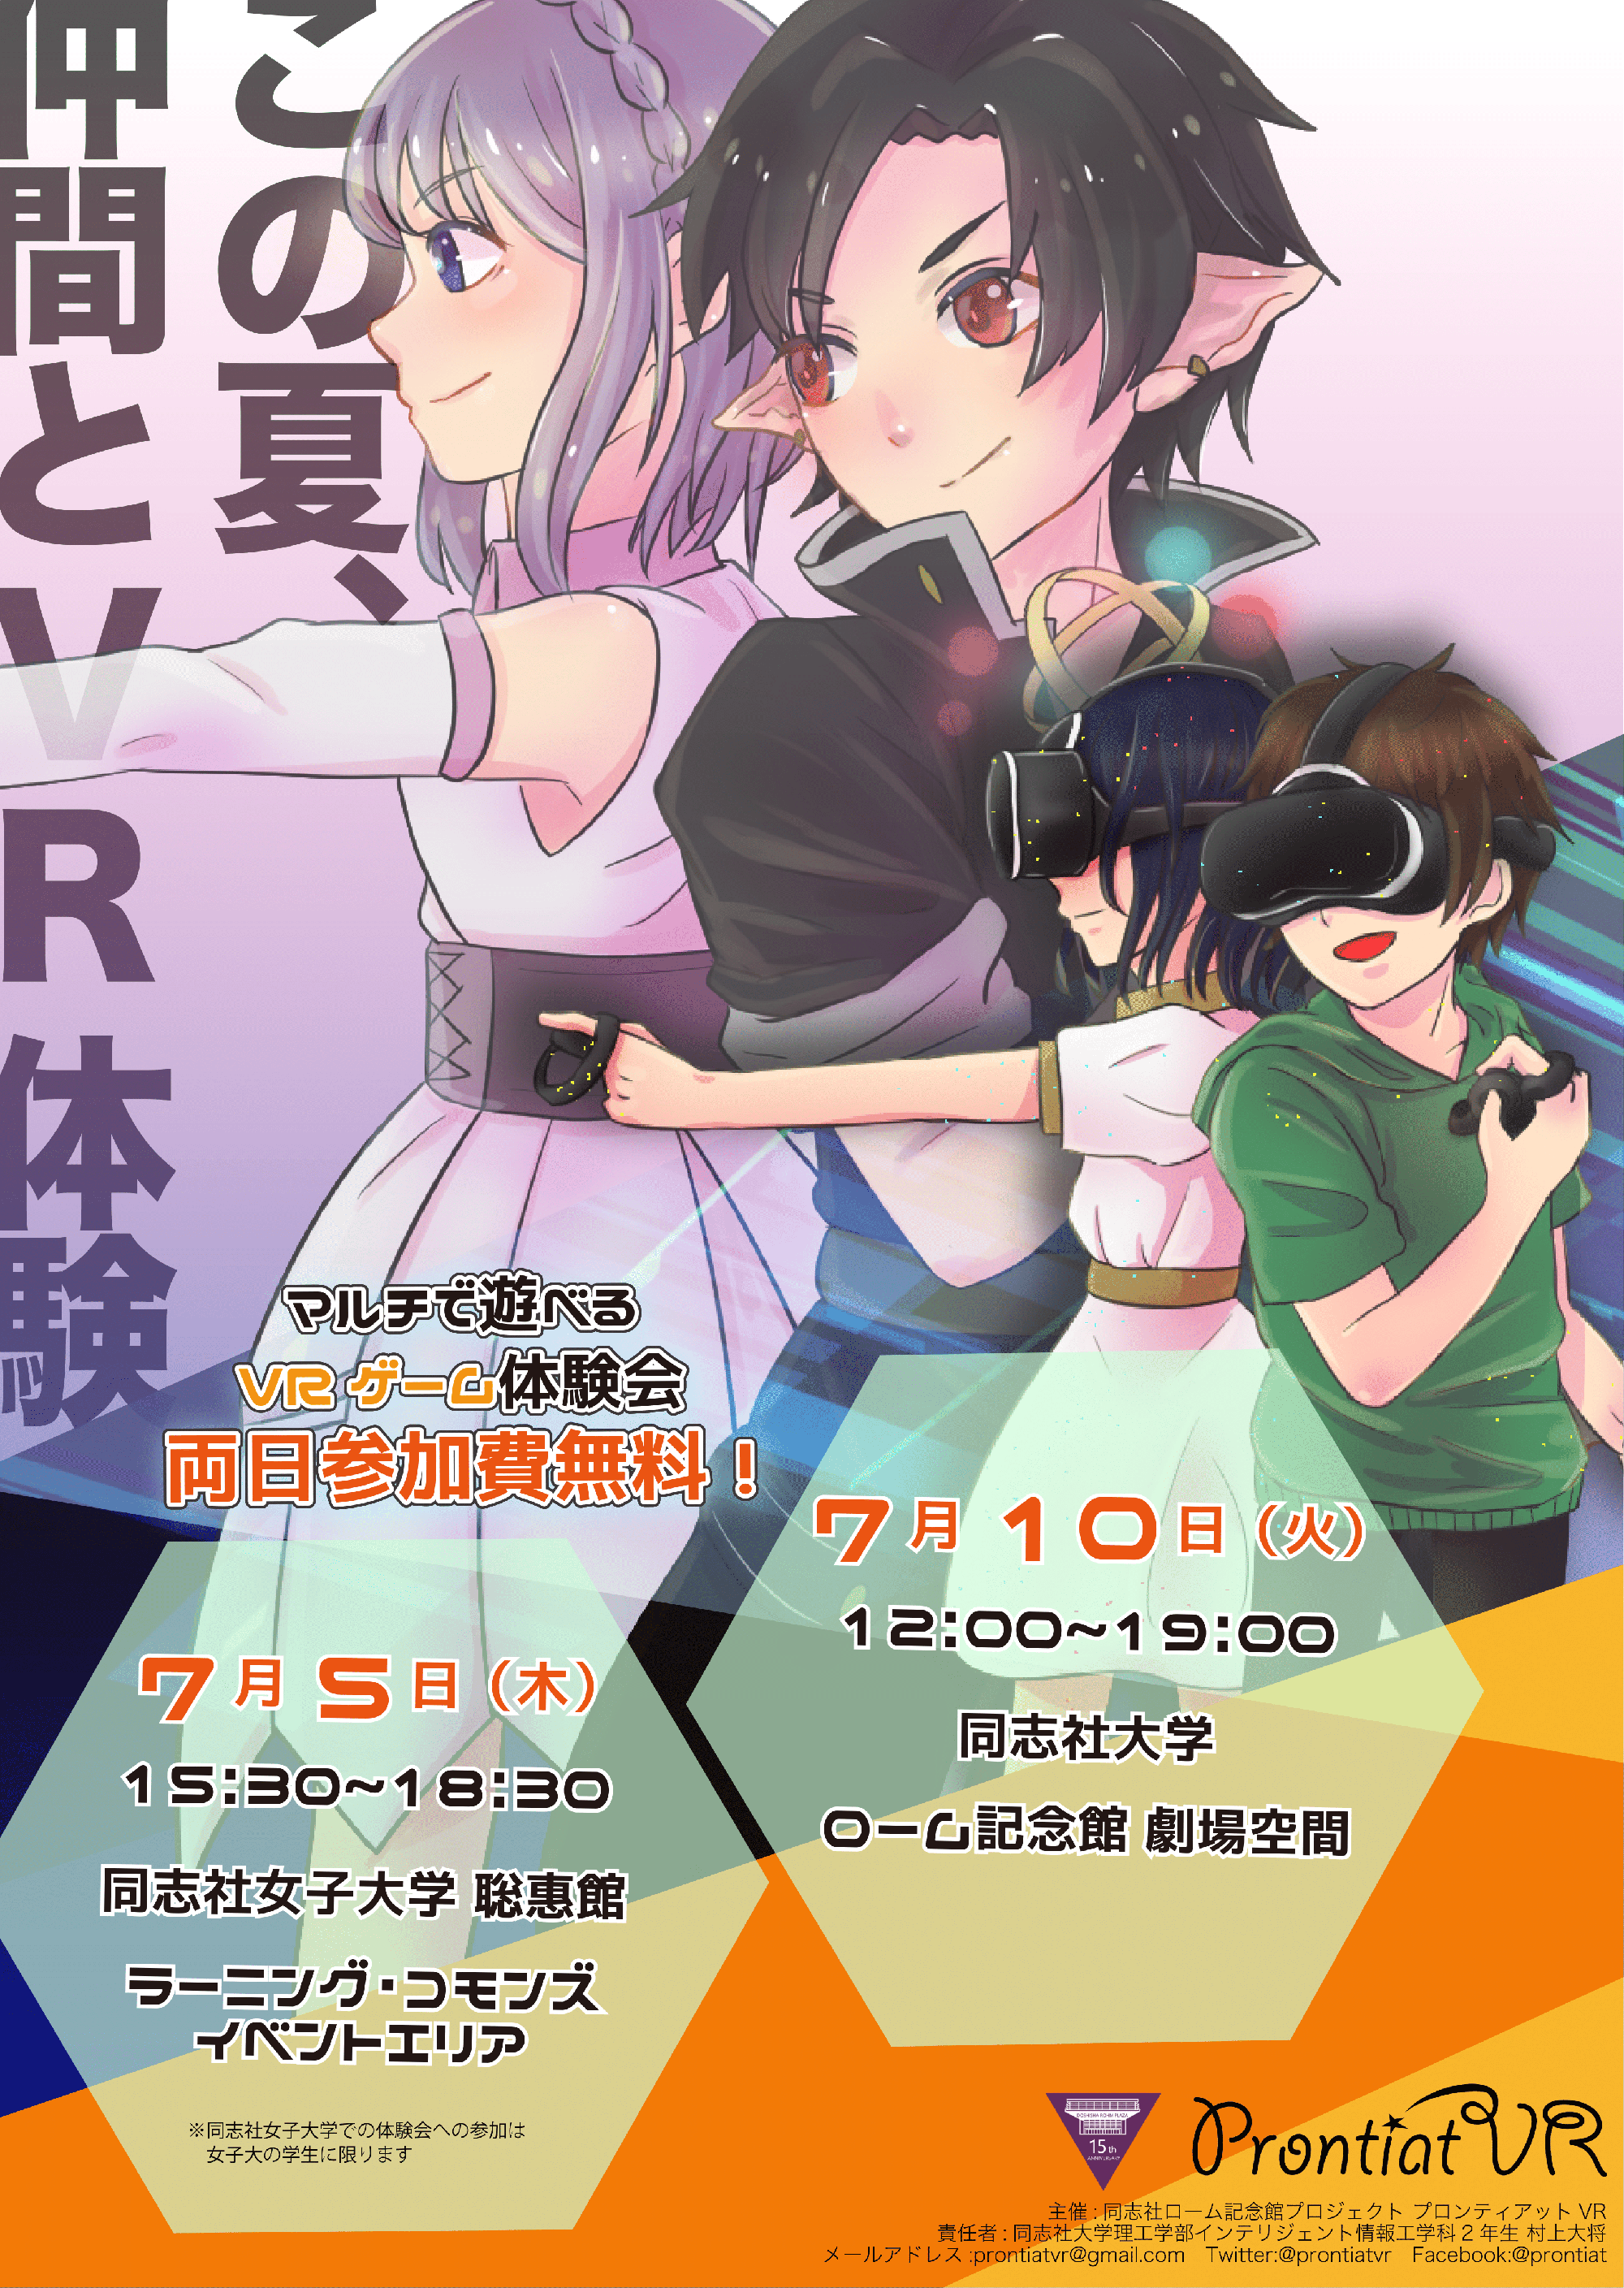 この夏、
仲間とVR体験
マルチで遊べる
VRゲーム体験会
両日参加費無料！
7月10日（火）
12:00~19:00
同志社大学
ローム記念館 劇場空間
7月5日（木）
15:30~18:30
同志社女子大学 聡惠館
ラーニング・コモンズ
イベントエリア
※同志社女子大学での体験会への参加は
女子大の学生に限ります
DOSHISHA ROHM PLAZA
15th
ANNIVERSARY
ProntiatVR
主催:同志社ローム記念館プロジェクト プロンティアット VR
責任者:同志社大学理工学部インテリジェント情報工学科2年生 村上大将
メールアドレス:prontiatvr@gmail.com Twitter:@prontiatvr Facebook:@prontiat